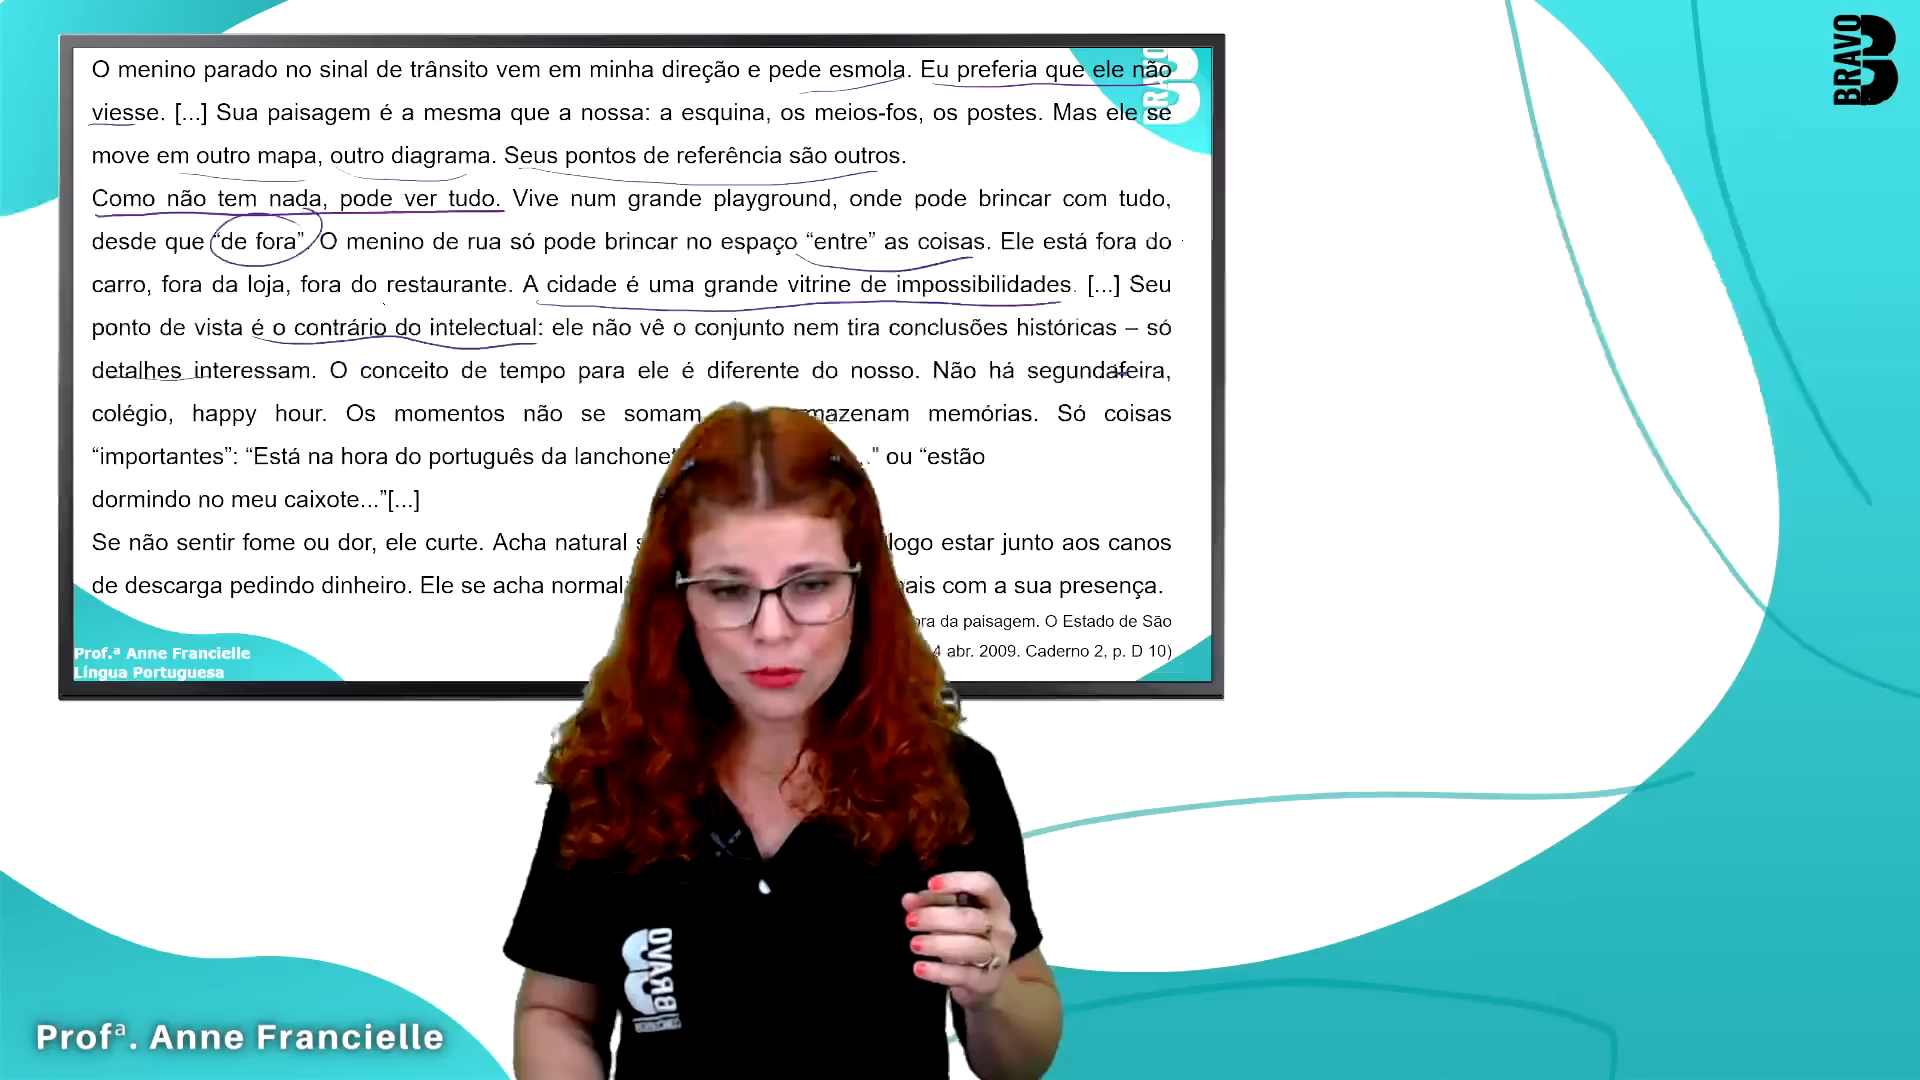 O menino parado no sinal de trânsito vem em minha direção e pede esmola. Eu preferia que ele não
viesse. [...] Sua paisagem é a mesma que a nossa: a esquina, os meios-fos, os postes. Mas ele se
move em outro mapa, outro diagrama. Seus pontos de referência são outros.
Como não tem nada, pode ver tudo. Vive num grande playground, onde pode brincar com tudo,
desde que “de fora” O menino de rua só pode brincar no espaço “entre” as coisas. Ele está fora do
carro, fora da loja, fora do restaurante. A cidade é uma grande vitrine de impossibilidades. [...] Seu
ponto de vista é o contrário do intelectual: ele não vê o conjunto nem tira conclusões históricas – só
detalhes interessam. O conceito de tempo para ele é diferente do nosso. Não há segundafeira,
colégio, happy hour. Os momentos não se somam mazenam memórias. Só coisas
“importantes”: “Está na hora do português da lanchone ..." ou “estão
dormindo no meu caixote...”[...]
Se não sentir fome ou dor, ele curte. Acha natural logo estar junto aos canos
de descarga pedindo dinheiro. Ele se acha normal com a sua presença.
da paisagem. O Estado de São
4 abr. 2009. Caderno 2, p. D 10)
Prof.ª Anne Francielle
Língua Portuguesa
BRAVO
BRAVO
BRAVO
Profª. Anne Francielle